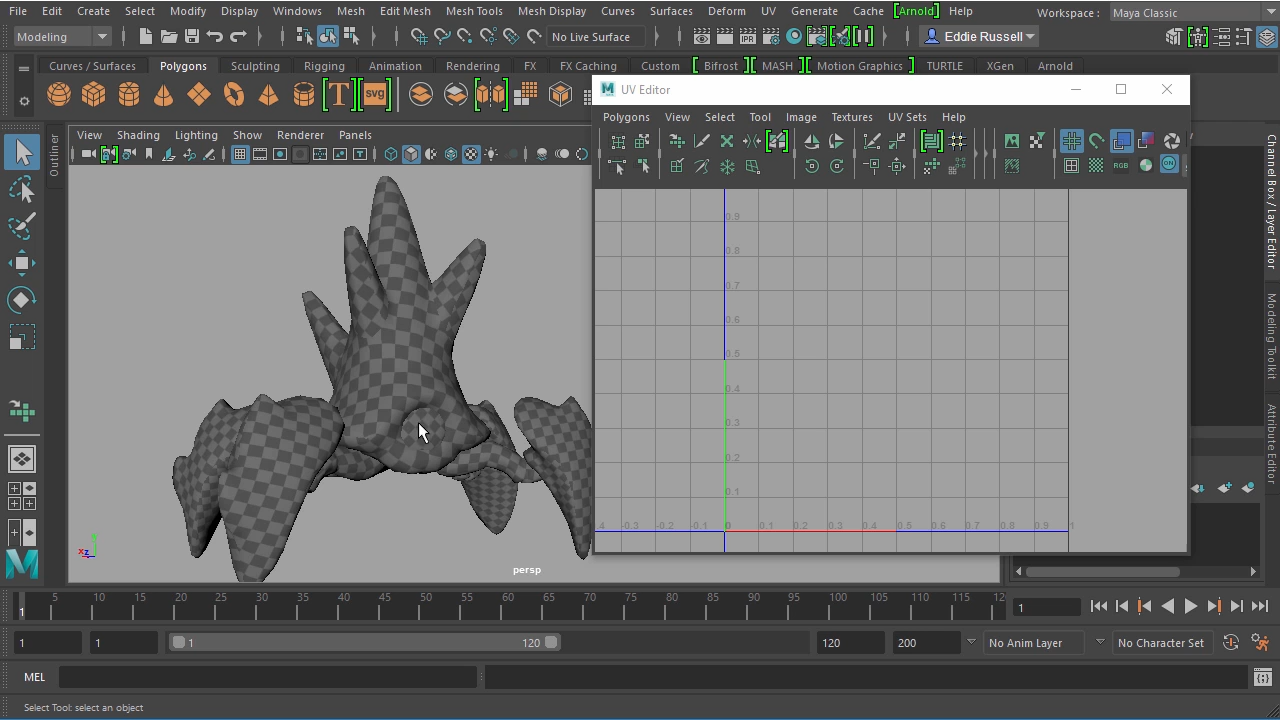 File Edit Create Select Modify Display Windows Mesh Edit Mesh Mesh Tools Mesh Display Curves Surfaces Deform UV Generate Cache [Arnold] Help Workspace : Maya Classic
Modeling No Live Surface IPR Eddie Russell
Curves / Surfaces Polygons Sculpting Rigging Animation Rendering FX FX Caching Custom Bifrost MASH Motion Graphics TURTLE XGen Arnold
T svg
M UV Editor
Polygons View Select Tool Image Textures UV Sets Help
RGB ON
View Shading Lighting Show Renderer Panels
Outliner
Channel Box / Layer Editor
Modeling Toolkit
Attribute Editor
0.9
0.8
0.7
0.6
0.5
0.4
0.3
0.2
0.1
.4 -0.3 -0.2 -0.1 0 0.1 0.2 0.3 0.4 0.5 0.6 0.7 0.8 0.9 1
x z
persp
M
1 5 10 15 20 25 30 35 40 45 50 55 60 65 70 75 80 85 90 95 100 105 110 115 12
1
1 1 1 120 120 200 No Anim Layer No Character Set
MEL
Select Tool: select an object